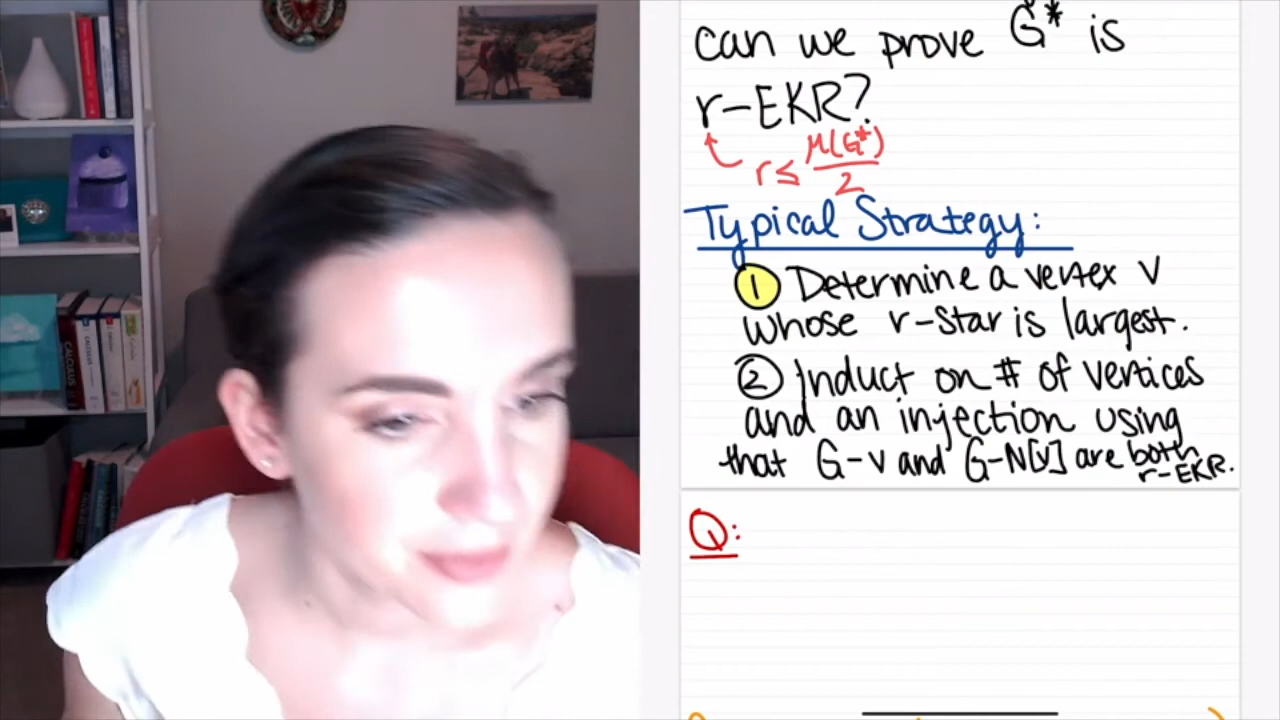 can we prove G* is
r-EKR?
r ≤ μ(G*)/2
Typical Strategy:
① Determine a vertex v
whose r-star is largest.
② Induct on # of vertices
and an injection using
that G-v and G-N[v] are both
r-EKR.
Q:
CALCULUS